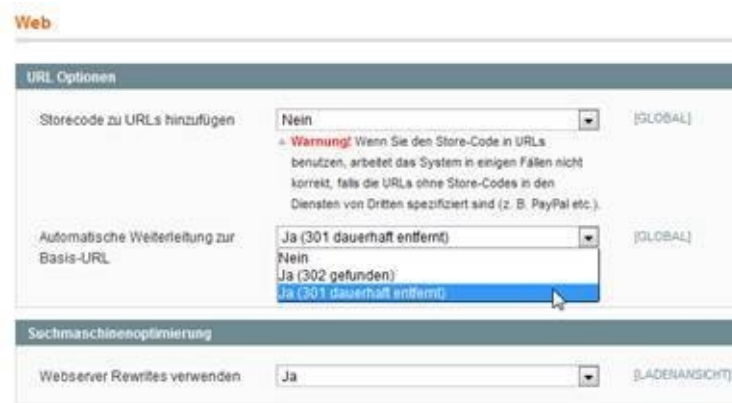 Web
URL Optionen
Storecode zu URLs hinzufügen Nein [GLOBAL]
Warnung! Wenn Sie den Store-Code in URLs
benutzen, arbeitet das System in einigen Fällen nicht
korrekt, falls die URLs ohne Store-Codes in den
Diensten von Dritten spezifiziert sind (z. B. PayPal etc.).
Automatische Weiterleitung zur Ja (301 dauerhaft entfernt) [GLOBAL]
Basis-URL
Nein
Ja (302 gefunden)
Ja (301 dauerhaft entfernt)
Suchmaschinenoptimierung
Webserver Rewrites verwenden Ja [LADENANSICHT]